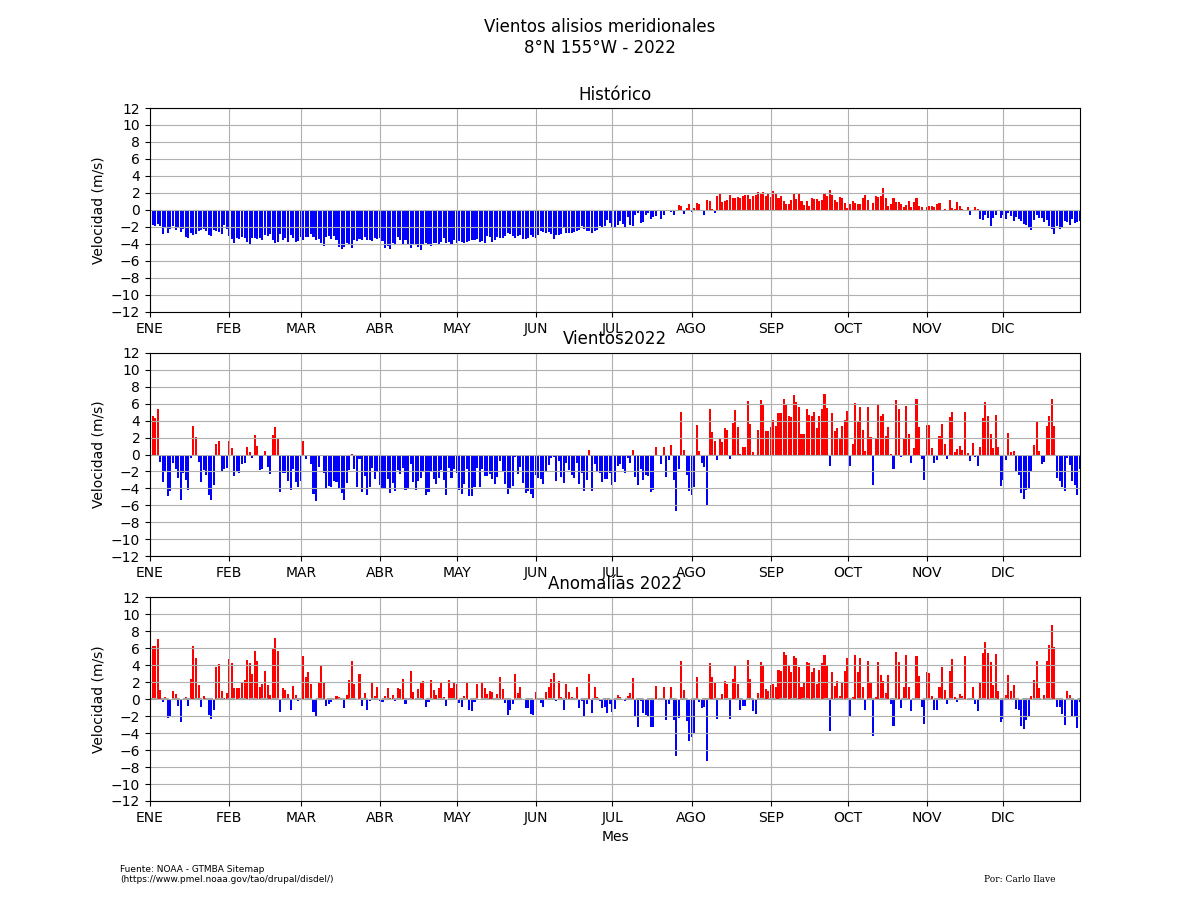 Vientos alisios meridionales
8°N 155°W - 2022
Histórico
12
10
8
6
4
2
0
−2
−4
−6
−8
−10
−12
Velocidad (m/s)
ENE FEB MAR ABR MAY JUN JUL AGO SEP OCT NOV DIC
Vientos2022
12
10
8
6
4
2
0
−2
−4
−6
−8
−10
−12
Velocidad (m/s)
ENE FEB MAR ABR MAY JUN JUL AGO SEP OCT NOV DIC
Anomalías 2022
12
10
8
6
4
2
0
−2
−4
−6
−8
−10
−12
Velocidad (m/s)
ENE FEB MAR ABR MAY JUN JUL AGO SEP OCT NOV DIC
Mes
Fuente: NOAA - GTMBA Sitemap
(https://www.pmel.noaa.gov/tao/drupal/disdel/)
Por: Carlo Ilave